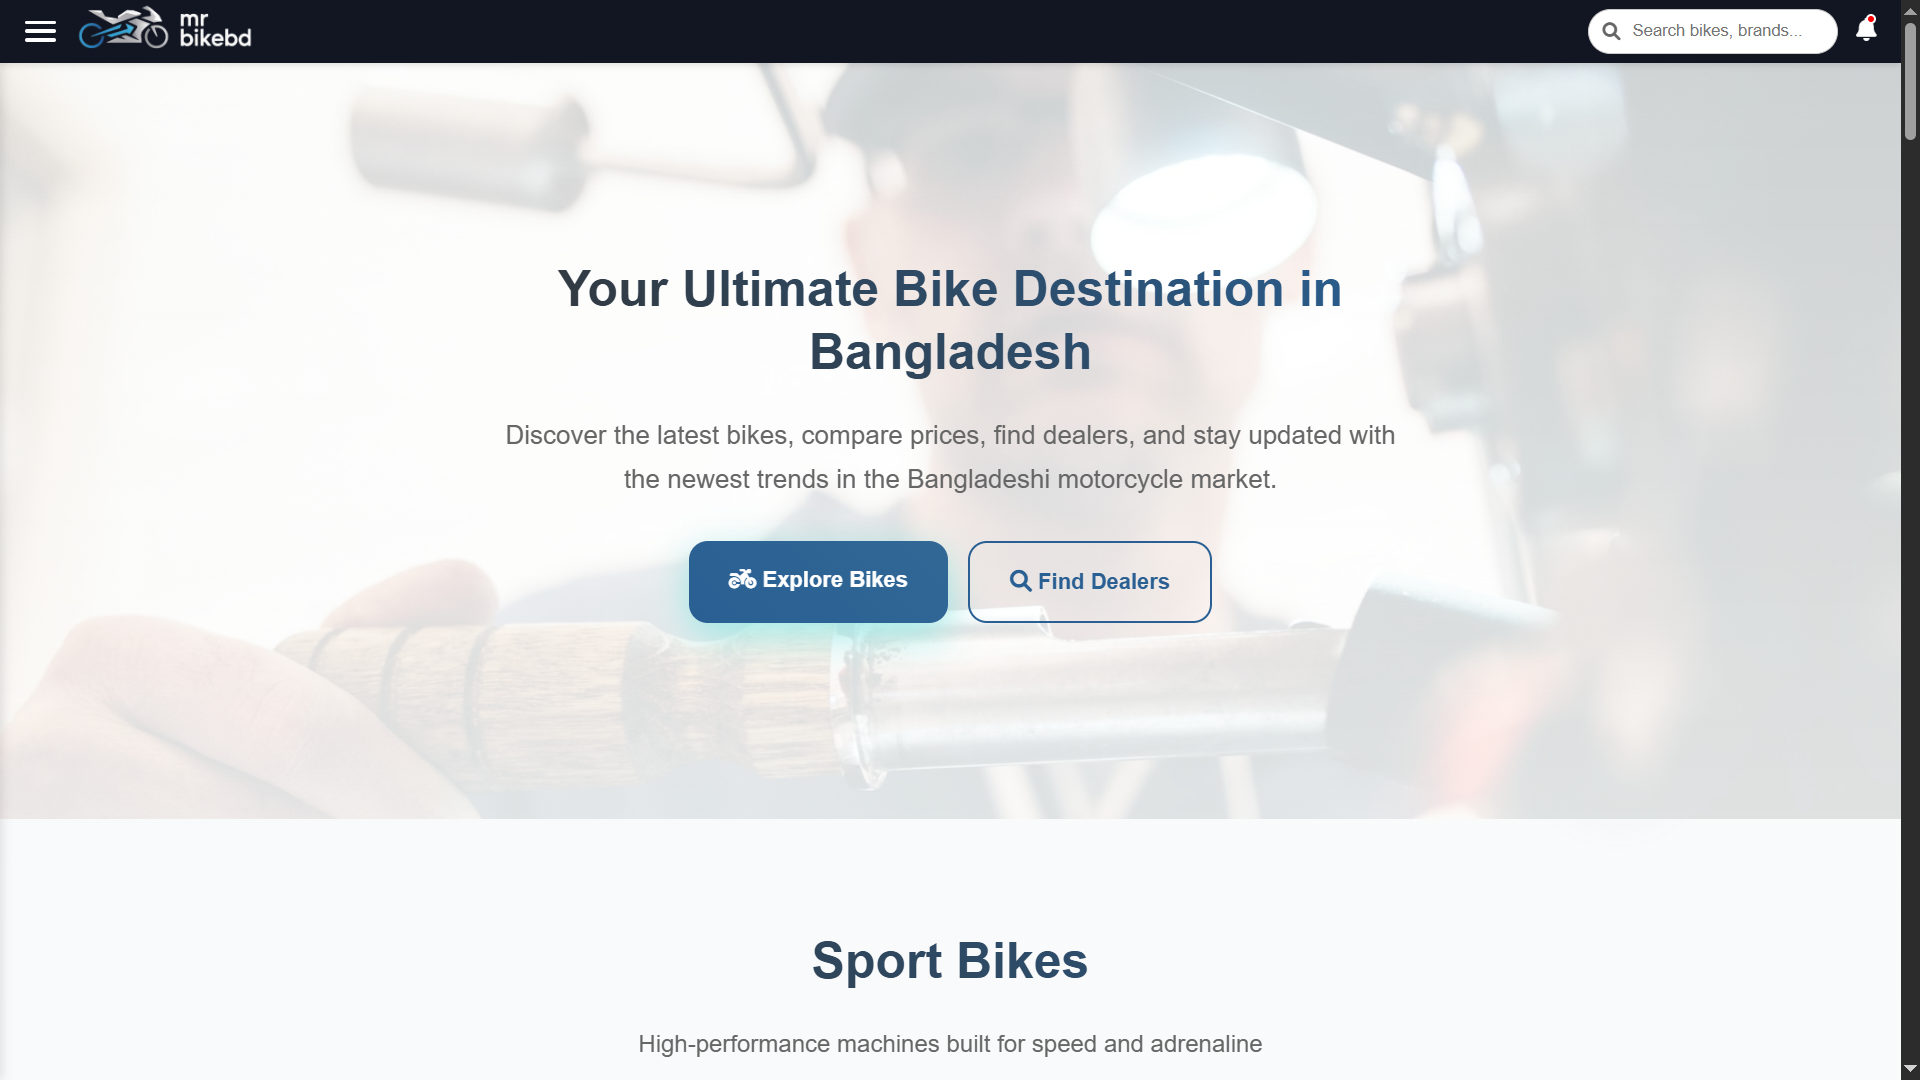 mr
bikebd
Search bikes, brands...
Your Ultimate Bike Destination in
Bangladesh
Discover the latest bikes, compare prices, find dealers, and stay updated with
the newest trends in the Bangladeshi motorcycle market.
Explore Bikes
Find Dealers
Sport Bikes
High-performance machines built for speed and adrenaline